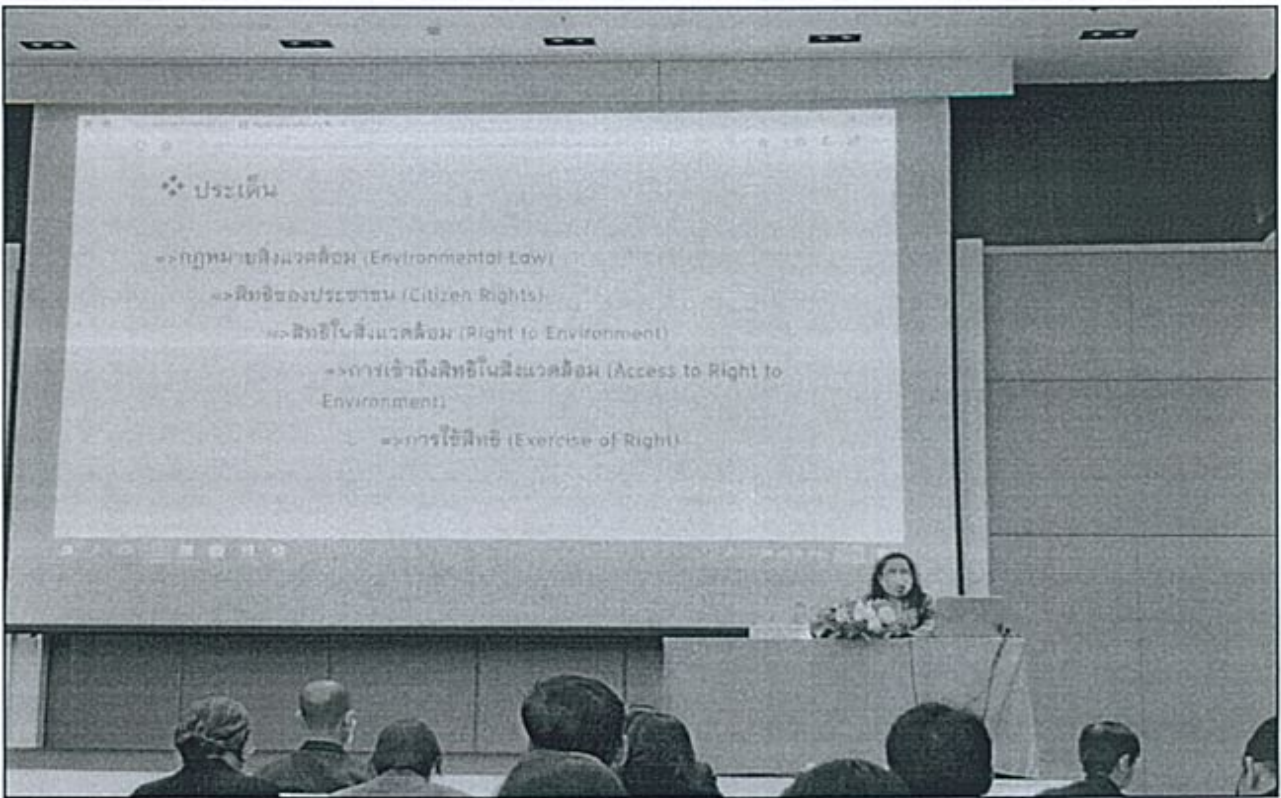 ❖ ประเด็น
=>กฎหมายสิ่งแวดล้อม (Environmental Law)
=>สิทธิของประชาชน (Citizen Rights)
=>สิทธิในสิ่งแวดล้อม (Right to Environment)
=>การเข้าถึงสิทธิในสิ่งแวดล้อม (Access to Right to
Environment)
=>การใช้สิทธิ (Exercise of Right)